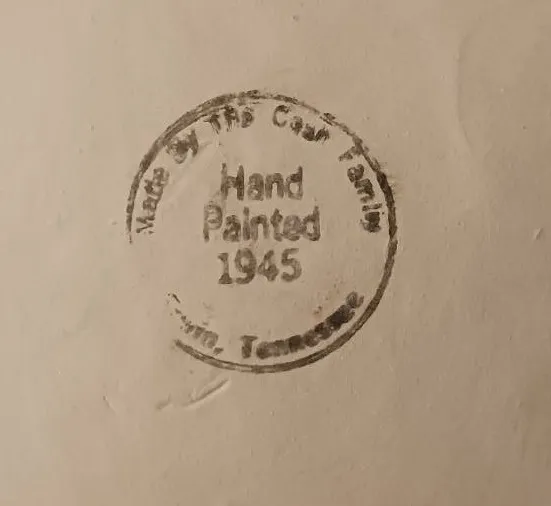 Made By The Cash Family
Hand
Painted
1945
Tennessee